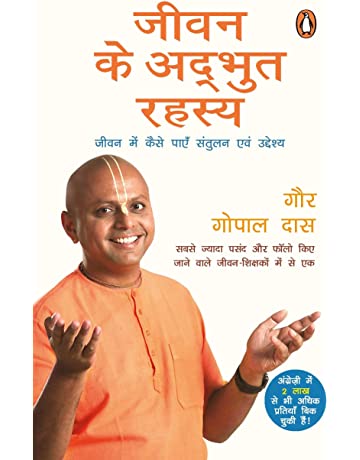 जीवन
के अद्भुत
रहस्य
जीवन में कैसे पाएँ संतुलन एवं उद्देश्य
गौर
गोपाल दास
सबसे ज्यादा पसंद और फॉलो किए
जाने वाले जीवन-शिक्षकों में से एक
अंग्रेज़ी में
2 लाख
से भी अधिक
प्रतियाँ बिक
चुकी हैं!